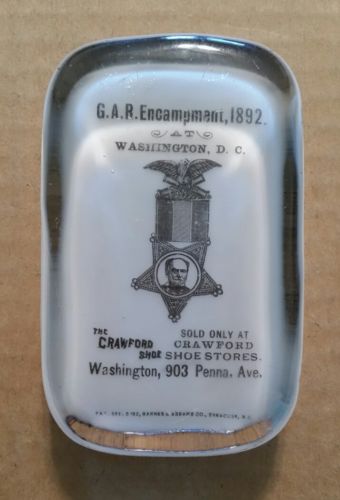 G.A.R. Encampment, 1892.
AT
WASHINGTON, D. C.
THE CRAWFORD SHOE
SOLD ONLY AT
CRAWFORD
SHOE STORES.
Washington, 903 Penna. Ave.
BARNES & ABRAMS CO., SYRACUSE, N.Y.